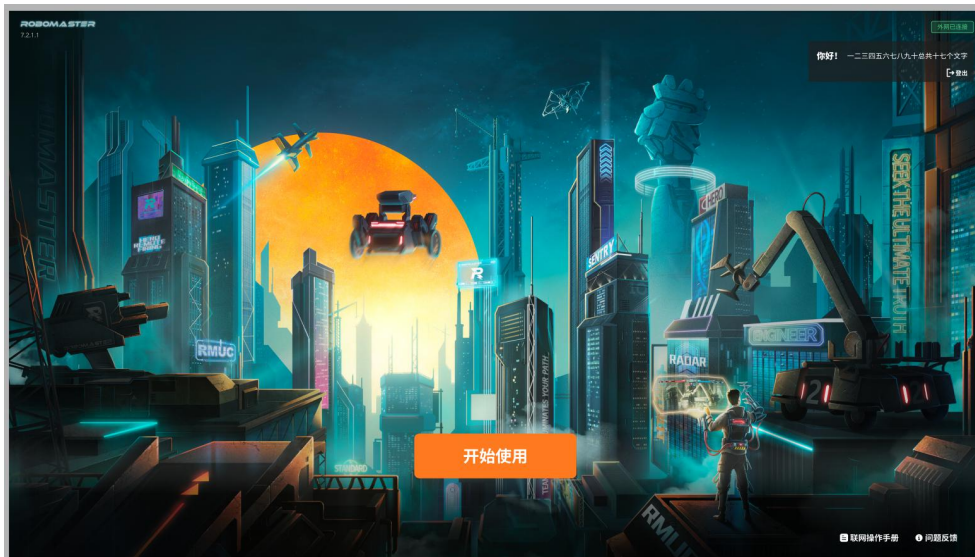 ROBOMASTER
7.2.1.1
外网已连接
你好! 一二三四五六七八九十总共十七个文字
登出
SEEK THE ULTIMATE
HERO
SENTRY
R
RMUC
ENGINEER
RADAR
YOUR PATH
STANDARD
开始使用
联网操作手册
问题反馈